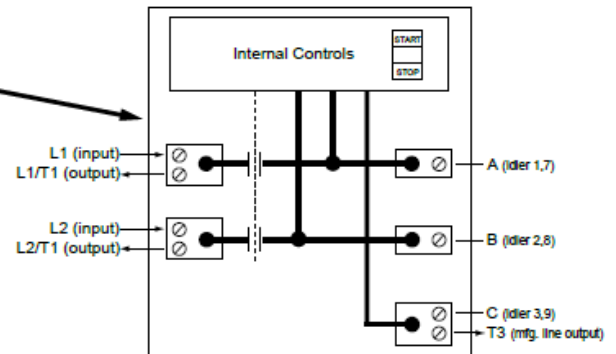 Internal Controls
START
STOP
L1 (input)
L1/T1 (output)
A (idler 1,7)
L2 (input)
L2/T1 (output)
B (idler 2,8)
C (idler 3,9)
T3 (mfg. line output)